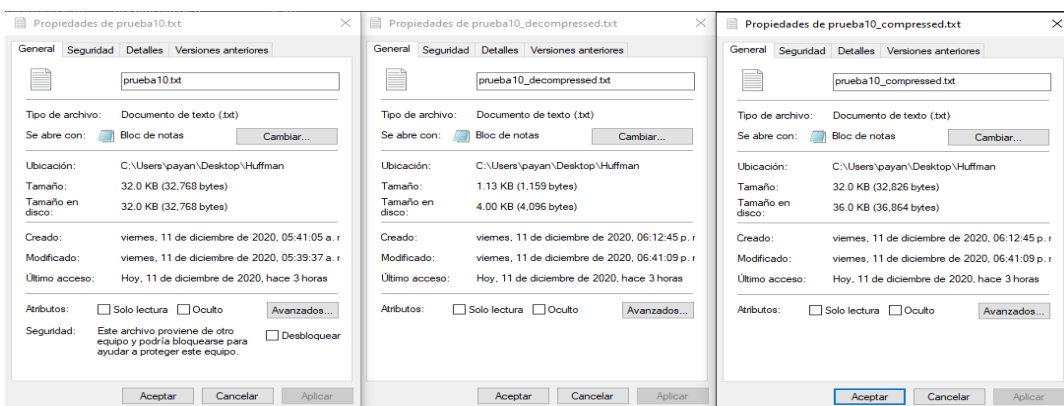 Propiedades de prueba10.txt
General Seguridad Detalles Versiones anteriores
prueba10.txt
Tipo de archivo: Documento de texto (.txt)
Se abre con: Bloc de notas Cambiar...
Ubicación: C:\Users\payan\Desktop\Huffman
Tamaño: 32.0 KB (32,768 bytes)
Tamaño en disco: 32.0 KB (32,768 bytes)
Creado: viernes, 11 de diciembre de 2020, 05:41:05 a. r
Modificado: viernes, 11 de diciembre de 2020, 05:39:37 a. r
Último acceso: Hoy, 11 de diciembre de 2020, hace 3 horas
Atributos: Solo lectura Oculto Avanzados...
Seguridad: Este archivo proviene de otro
equipo y podría bloquearse para
ayudar a proteger este equipo.
Desbloquear
Aceptar Cancelar Aplicar
Propiedades de prueba10_decompressed.txt
General Seguridad Detalles Versiones anteriores
prueba10_decompressed.txt
Tipo de archivo: Documento de texto (.txt)
Se abre con: Bloc de notas Cambiar...
Ubicación: C:\Users\payan\Desktop\Huffman
Tamaño: 1.13 KB (1,159 bytes)
Tamaño en disco: 4.00 KB (4,096 bytes)
Creado: viernes, 11 de diciembre de 2020, 06:12:45 p. r
Modificado: viernes, 11 de diciembre de 2020, 06:41:09 p. r
Último acceso: Hoy, 11 de diciembre de 2020, hace 3 horas
Atributos: Solo lectura Oculto Avanzados...
Aceptar Cancelar Aplicar
Propiedades de prueba10_compressed.txt
General Seguridad Detalles Versiones anteriores
prueba10_compressed.txt
Tipo de archivo: Documento de texto (.txt)
Se abre con: Bloc de notas Cambiar...
Ubicación: C:\Users\payan\Desktop\Huffman
Tamaño: 32.0 KB (32,826 bytes)
Tamaño en disco: 36.0 KB (36,864 bytes)
Creado: viernes, 11 de diciembre de 2020, 06:12:45 p. r
Modificado: viernes, 11 de diciembre de 2020, 06:41:09 p. r
Último acceso: Hoy, 11 de diciembre de 2020, hace 3 horas
Atributos: Solo lectura Oculto Avanzados...
Aceptar Cancelar Aplicar